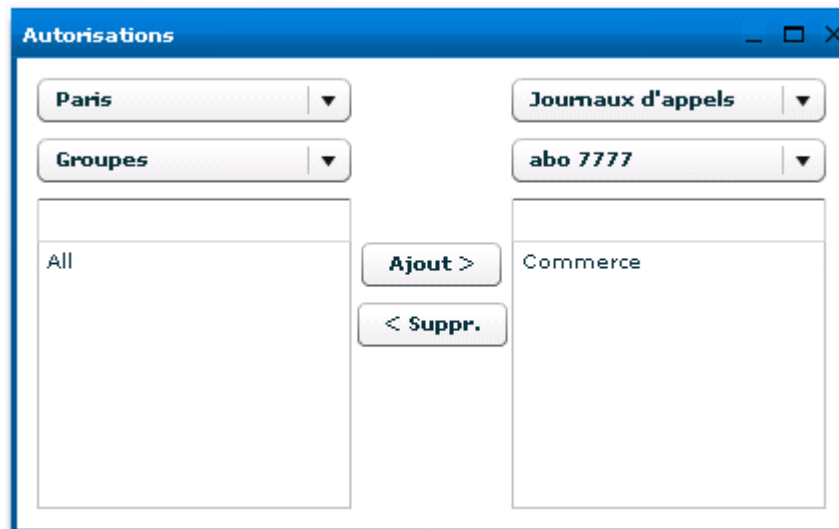 Autorisations
Paris
Journaux d'appels
Groupes
abo 7777
All
Ajout >
Commerce
< Suppr.